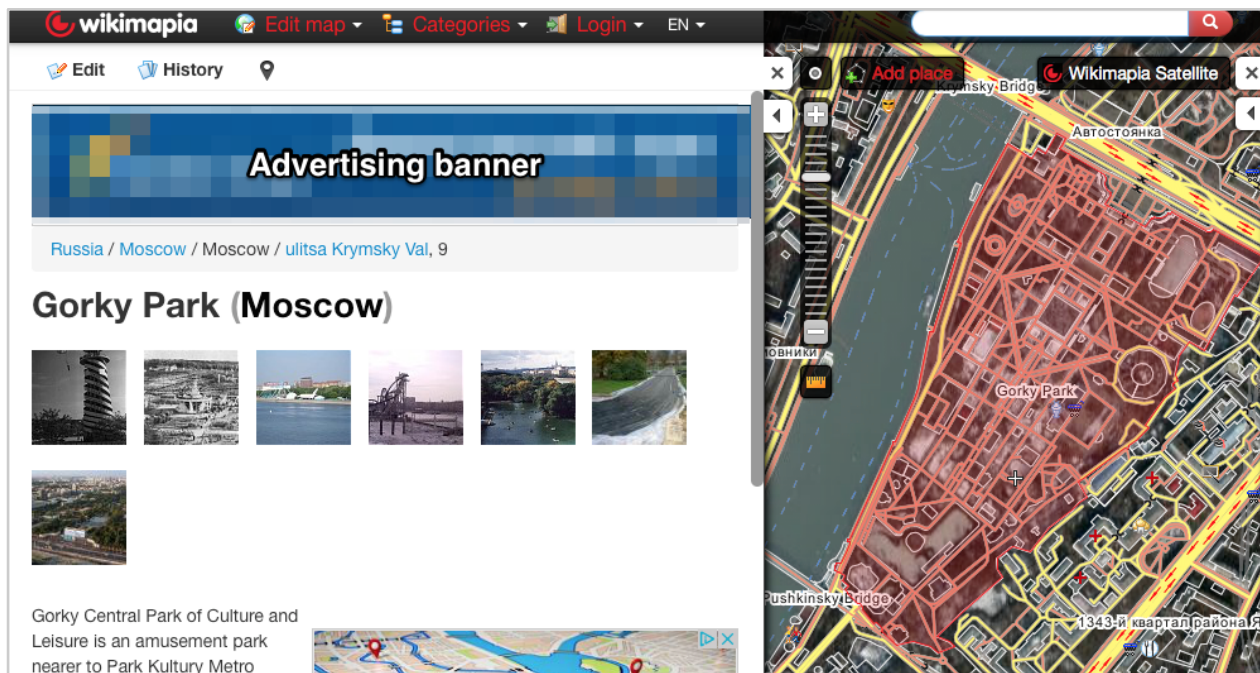 wikimapia Edit map Categories Login EN
Edit History
Advertising banner
Russia / Moscow / Moscow / ulitsa Krymsky Val, 9
Gorky Park (Moscow)
Gorky Central Park of Culture and
Leisure is an amusement park
nearer to Park Kultury Metro
Add place Wikimapia Satellite
Krymsky Bridge
Автостоянка
овники
Gorky Park
Pushkinsky Bridge
1343-й квартал района Я